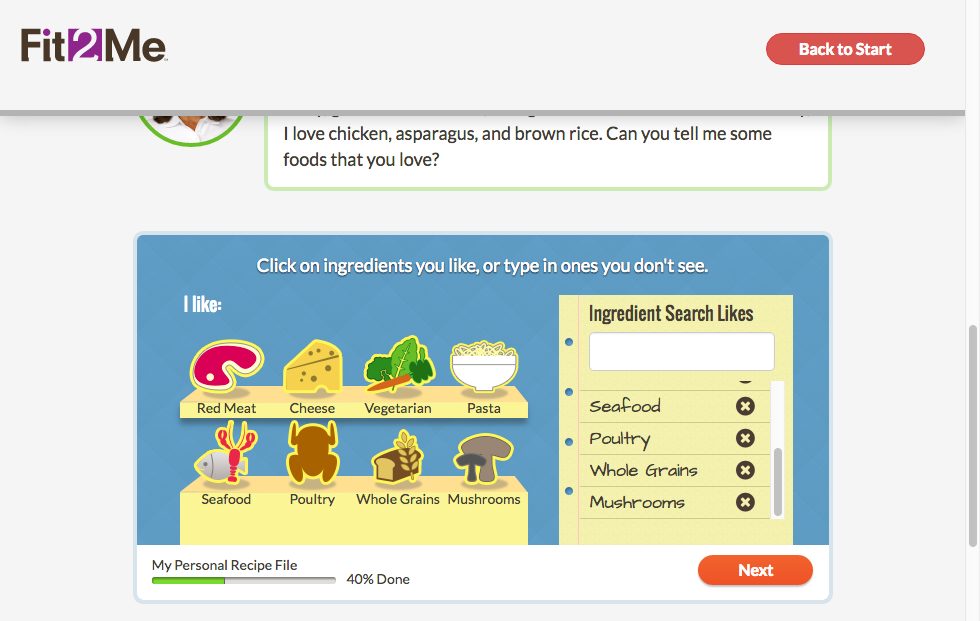 Fit2Me
Back to Start
I love chicken, asparagus, and brown rice. Can you tell me some
foods that you love?
Click on ingredients you like, or type in ones you don't see.
I like:
Red Meat Cheese Vegetarian Pasta
Seafood Poultry Whole Grains Mushrooms
Ingredient Search Likes
Seafood
Poultry
Whole Grains
Mushrooms
My Personal Recipe File
40% Done
Next